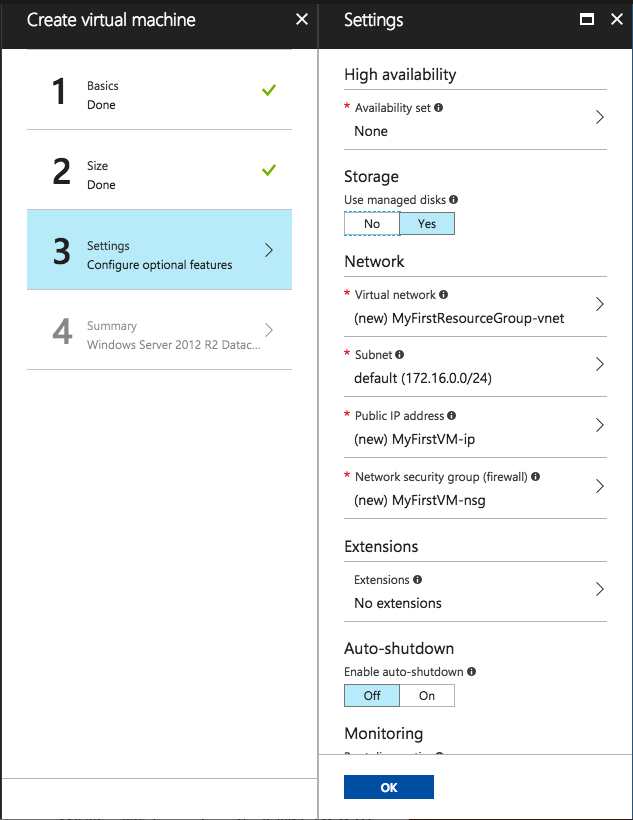 Create virtual machine
1
Basics
Done
2
Size
Done
3
Settings
Configure optional features
4
Summary
Windows Server 2012 R2 Datac...
Settings
High availability
* Availability set
None
Storage
Use managed disks
No Yes
Network
* Virtual network
(new) MyFirstResourceGroup-vnet
* Subnet
default (172.16.0.0/24)
* Public IP address
(new) MyFirstVM-ip
* Network security group (firewall)
(new) MyFirstVM-nsg
Extensions
Extensions
No extensions
Auto-shutdown
Enable auto-shutdown
Off On
Monitoring
OK